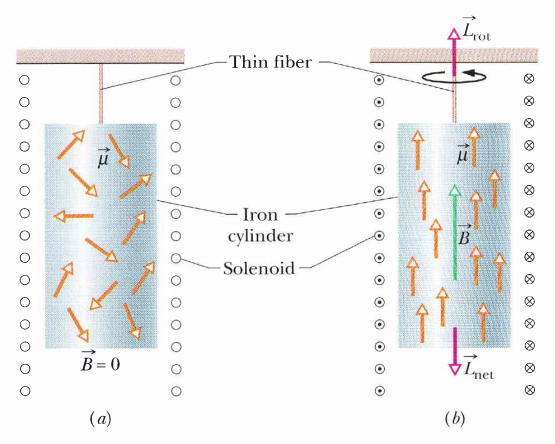 L⃗rot
Thin fiber
μ⃗
μ⃗
Iron
cylinder
B⃗
Solenoid
B⃗ = 0
L⃗net
(a)
(b)